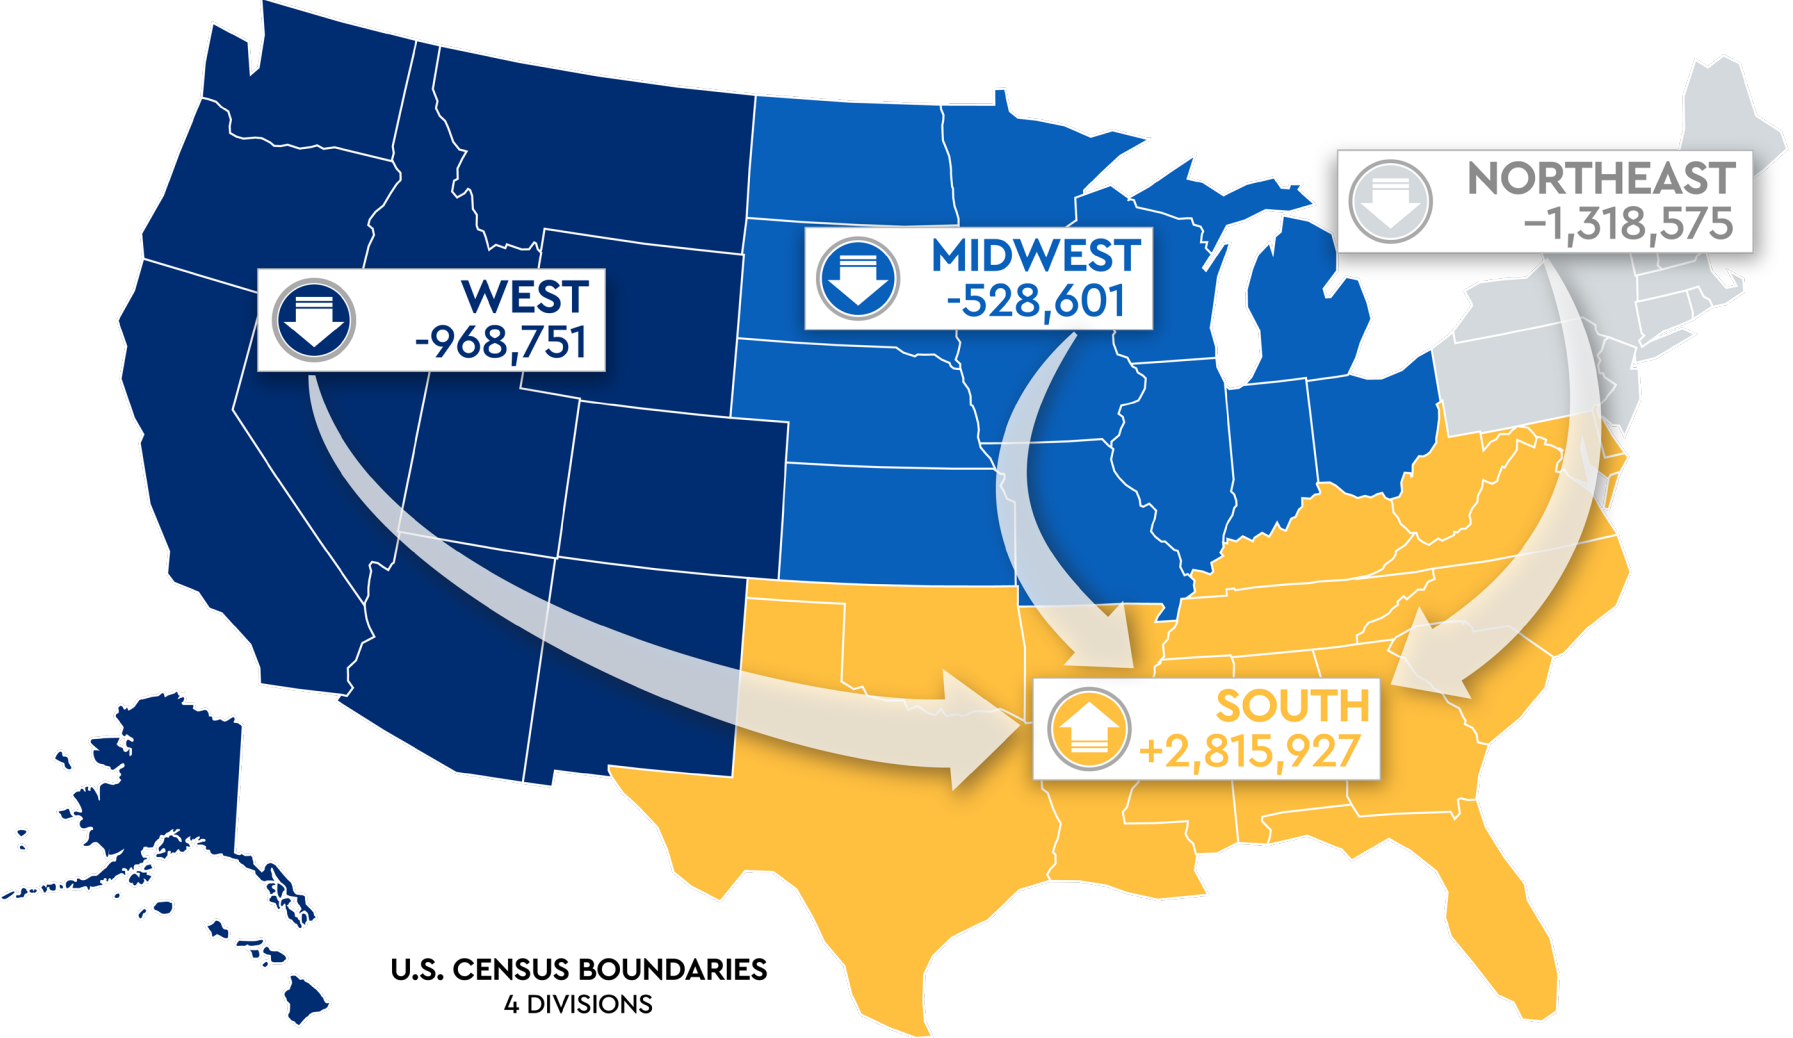 NORTHEAST
–1,318,575
MIDWEST
-528,601
WEST
-968,751
SOUTH
+2,815,927
U.S. CENSUS BOUNDARIES
4 DIVISIONS